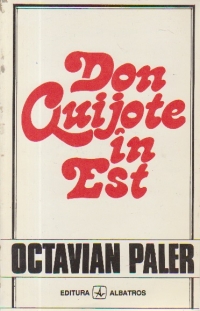 Don
Quijote
în
Est
OCTAVIAN PALER
EDITURA ALBATROS